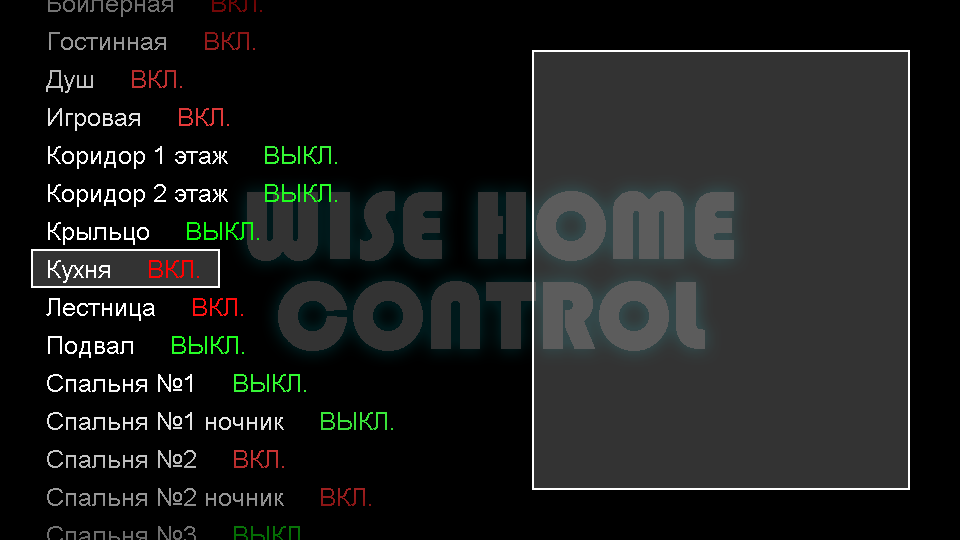 Бойлерная ВКЛ.
Гостинная ВКЛ.
Душ ВКЛ.
Игровая ВКЛ.
Коридор 1 этаж ВЫКЛ.
Коридор 2 этаж ВЫКЛ.
Крыльцо ВЫКЛ.
Кухня ВКЛ.
Лестница ВКЛ.
Подвал ВЫКЛ.
Спальня №1 ВЫКЛ.
Спальня №1 ночник ВЫКЛ.
Спальня №2 ВКЛ.
Спальня №2 ночник ВКЛ.
Спальня №3 ВЫКЛ.
WISE HOME
CONTROL